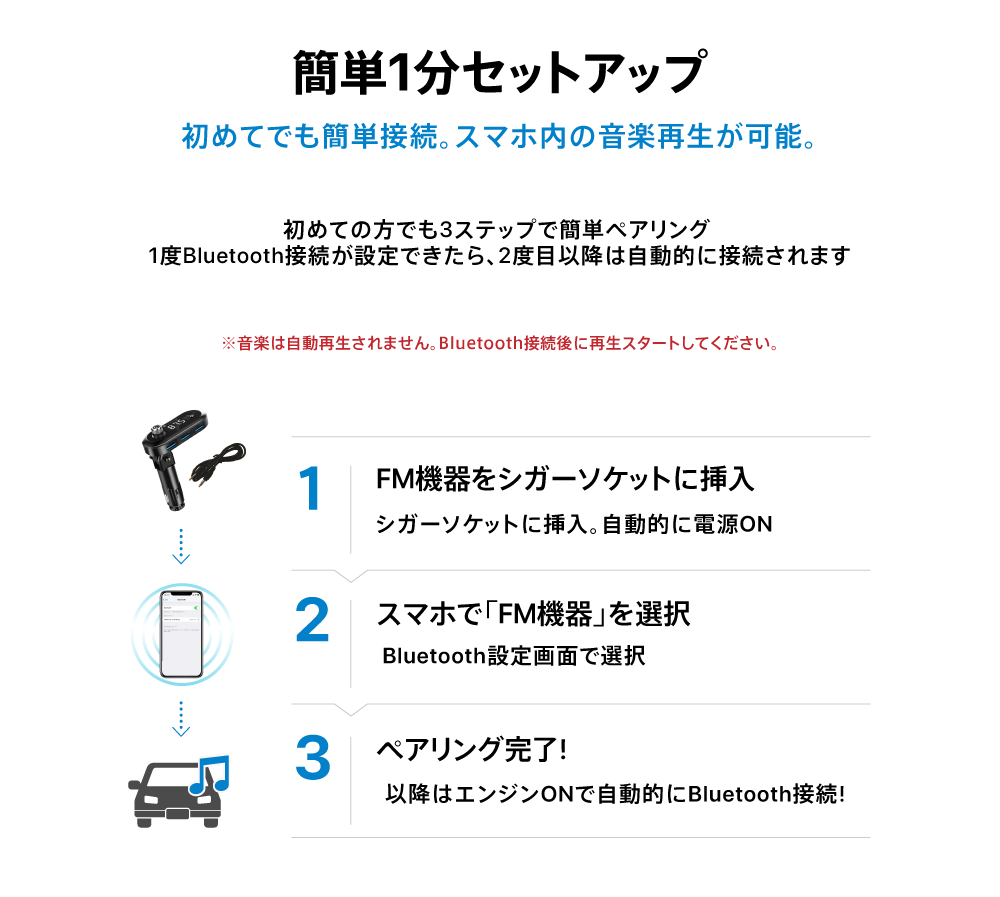 簡単1分セットアップ
初めてでも簡単接続。スマホ内の音楽再生が可能。
初めての方でも3ステップで簡単ペアリング
1度Bluetooth接続が設定できたら、2度目以降は自動的に接続されます
※音楽は自動再生されません。Bluetooth接続後に再生スタートしてください。
1
FM機器をシガーソケットに挿入
シガーソケットに挿入。自動的に電源ON
2
スマホで「FM機器」を選択
Bluetooth設定画面で選択
3
ペアリング完了!
以降はエンジンONで自動的にBluetooth接続!